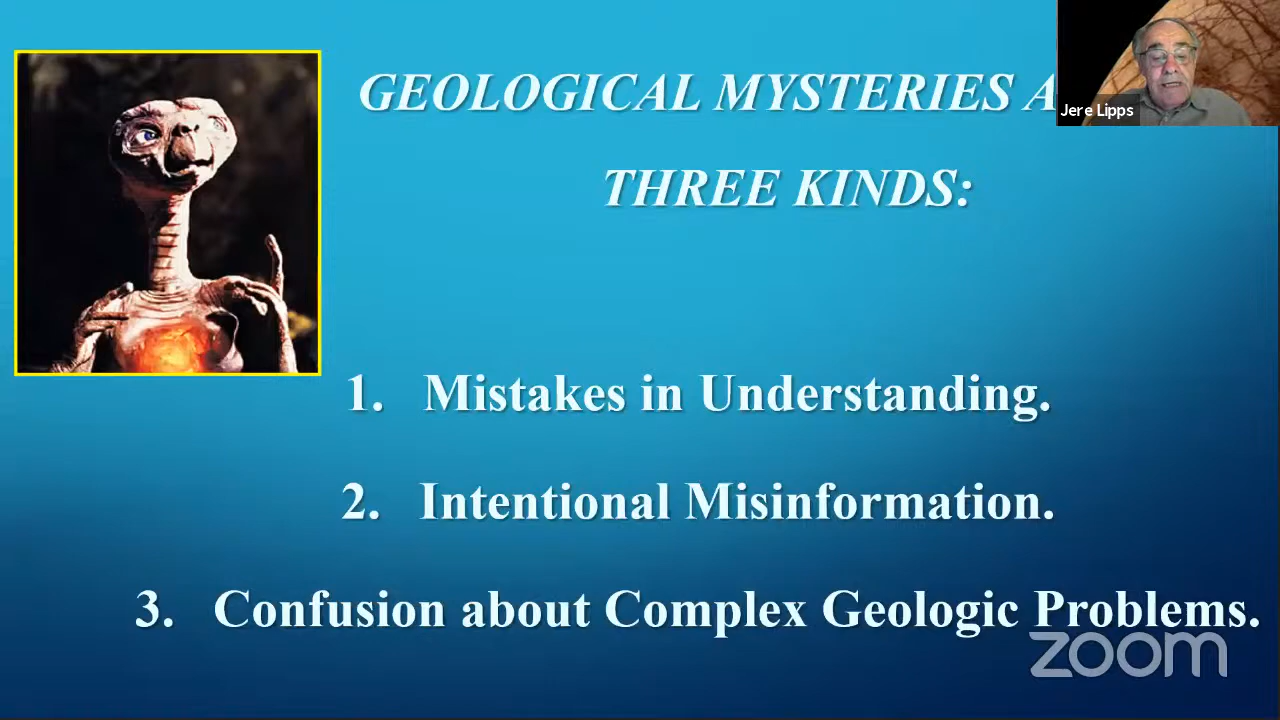 GEOLOGICAL MYSTERIES A
THREE KINDS:
Jere Lipps
1. Mistakes in Understanding.
2. Intentional Misinformation.
3. Confusion about Complex Geologic Problems.
zoom